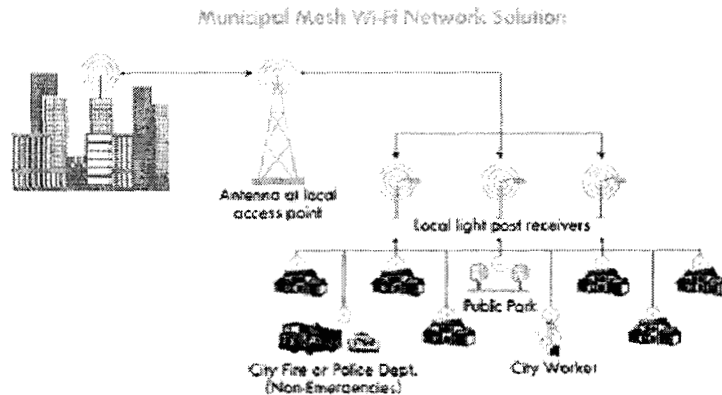 Municipal Mesh Wi-Fi Network Solution
Antenna at local
access point
Local light post receivers
Public Park
City Fire or Police Dept.
(Non-Emergencies)
City Worker